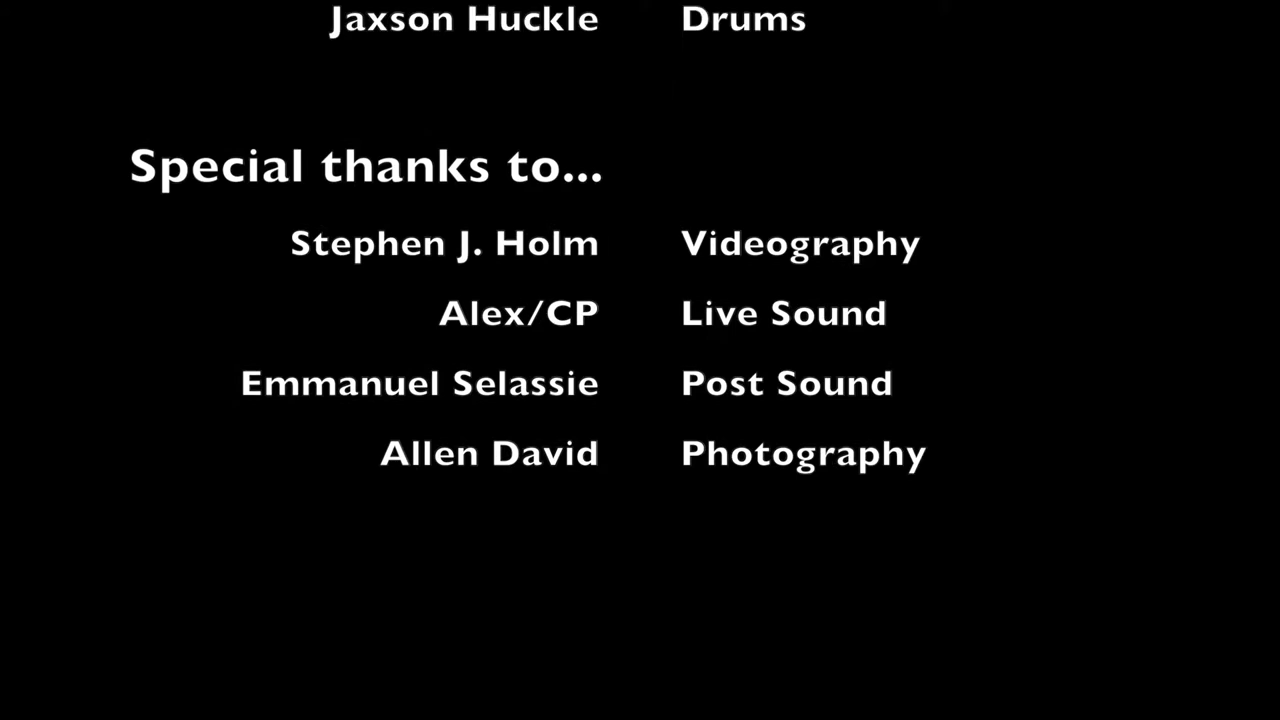 Jaxson Huckle Drums
Special thanks to...
Stephen J. Holm Videography
Alex/CP Live Sound
Emmanuel Selassie Post Sound
Allen David Photography